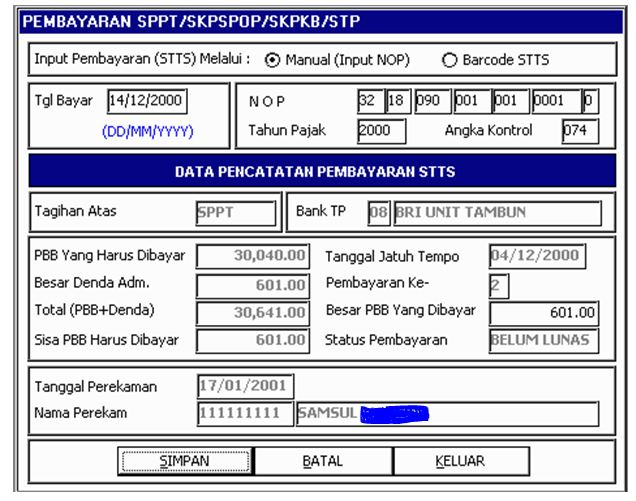 PEMBAYARAN SPPT/SKPSPOP/SKPKB/STP
Input Pembayaran (STTS) Melalui : Manual (Input NOP) Barcode STTS
Tgl Bayar 14/12/2000 N O P 32 18 090 001 001 0001 0
(DD/MM/YYYY) Tahun Pajak 2000 Angka Kontrol 074
DATA PENCATATAN PEMBAYARAN STTS
Tagihan Atas SPPT Bank TP 08 BRI UNIT TAMBUN
PBB Yang Harus Dibayar 30,040.00 Tanggal Jatuh Tempo 04/12/2000
Besar Denda Adm. 601.00 Pembayaran Ke- 2
Total (PBB+Denda) 30,641.00 Besar PBB Yang Dibayar 601.00
Sisa PBB Harus Dibayar 601.00 Status Pembayaran BELUM LUNAS
Tanggal Perekaman 17/01/2001
Nama Perekam 111111111 SAMSUL
SIMPAN BATAL KELUAR